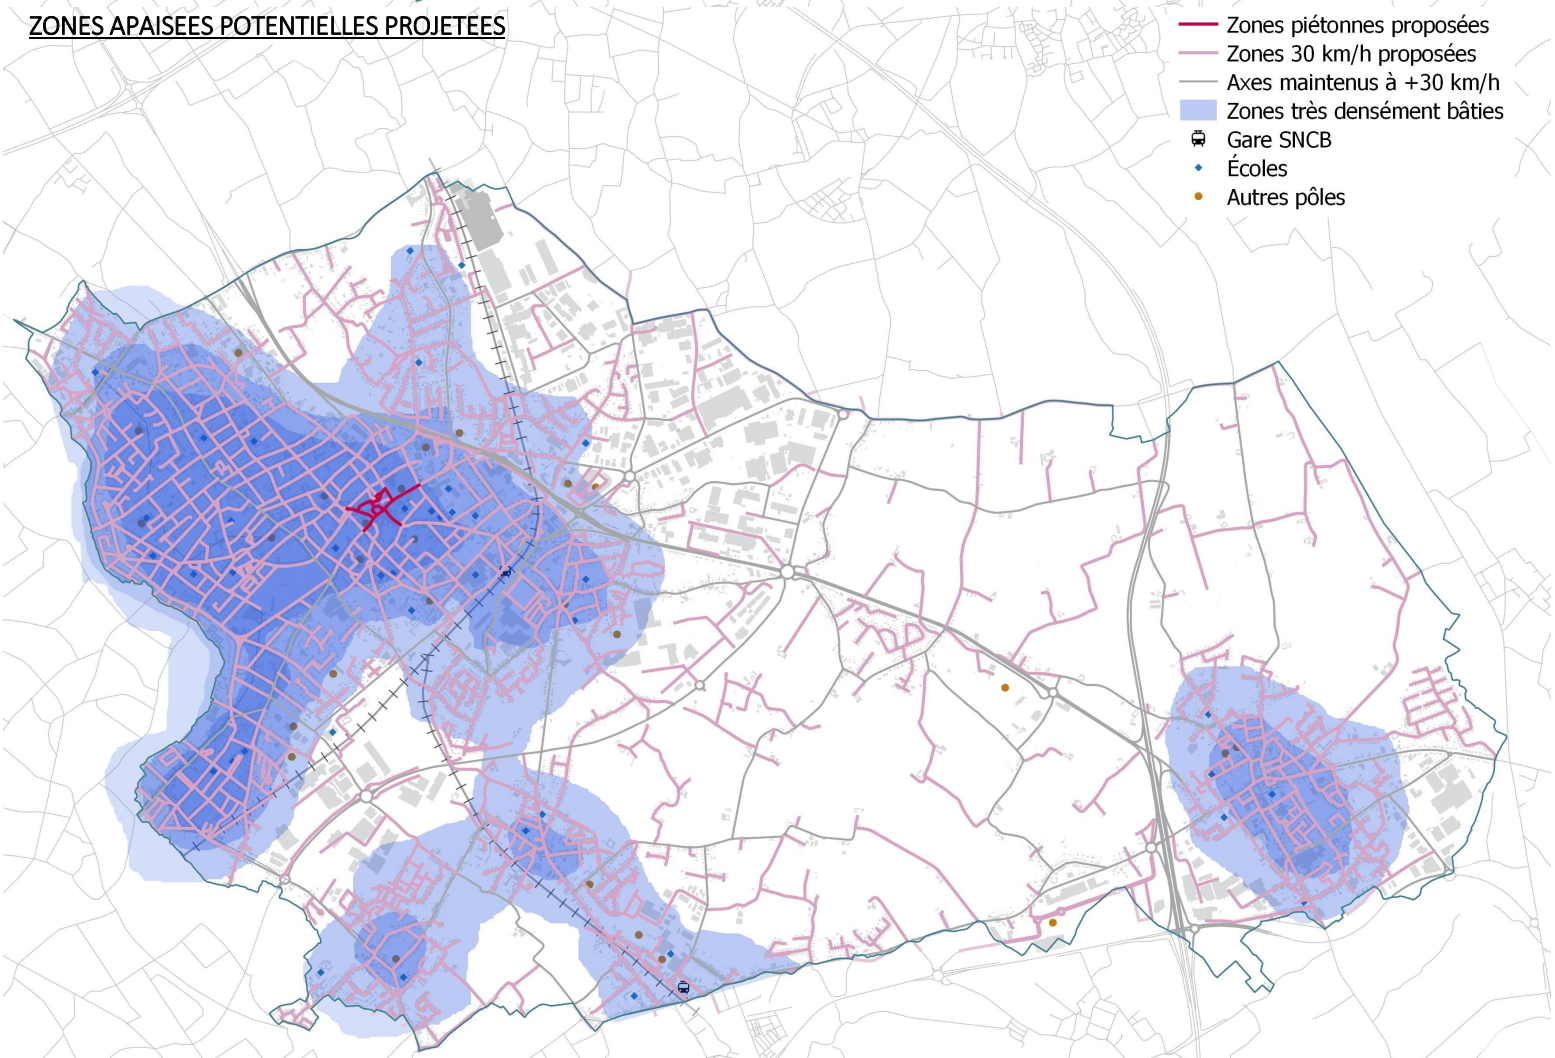 ZONES APAISEES POTENTIELLES PROJETEES
Zones piétonnes proposées
Zones 30 km/h proposées
Axes maintenus à +30 km/h
Zones très densément bâties
Gare SNCB
Écoles
Autres pôles